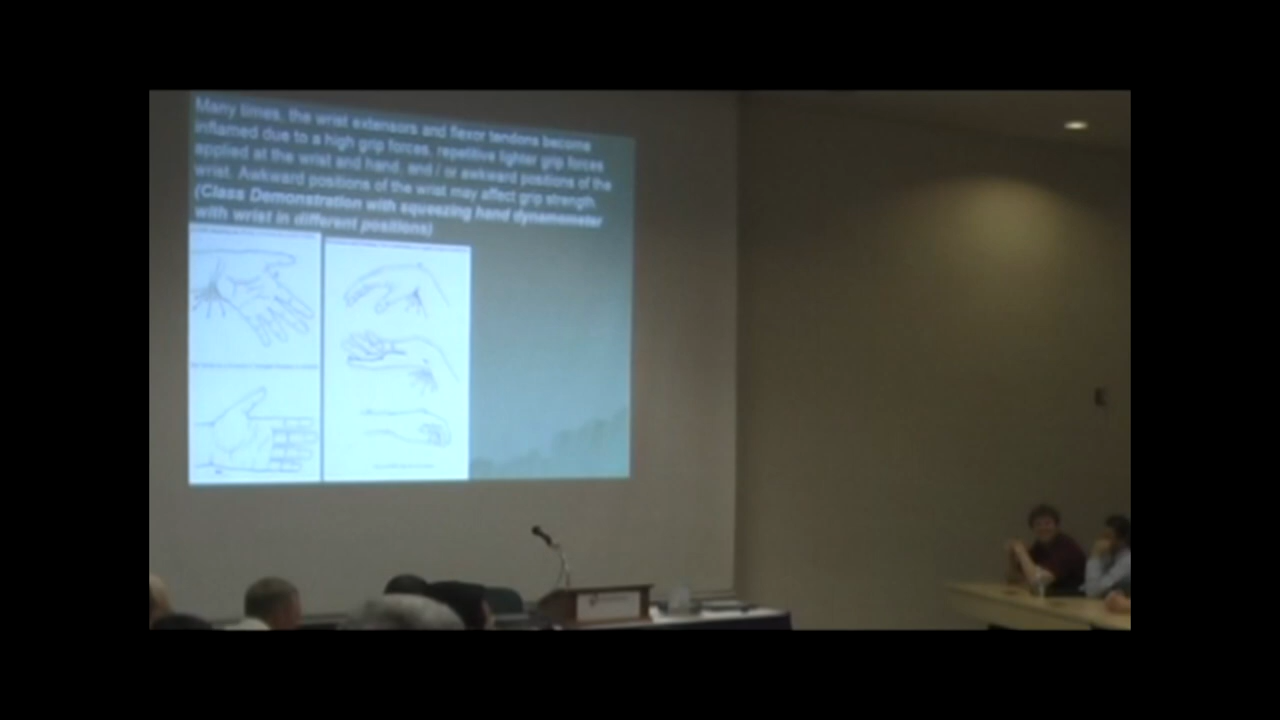 Many times, the wrist extensors and flexor tendons become
inflamed due to a high grip forces, repetitive lighter grip forces
applied at the wrist and hand, and / or awkward positions of the
wrist. Awkward positions of the wrist may affect grip strength.
(Class Demonstration with squeezing hand dynamometer
with wrist in different positions)